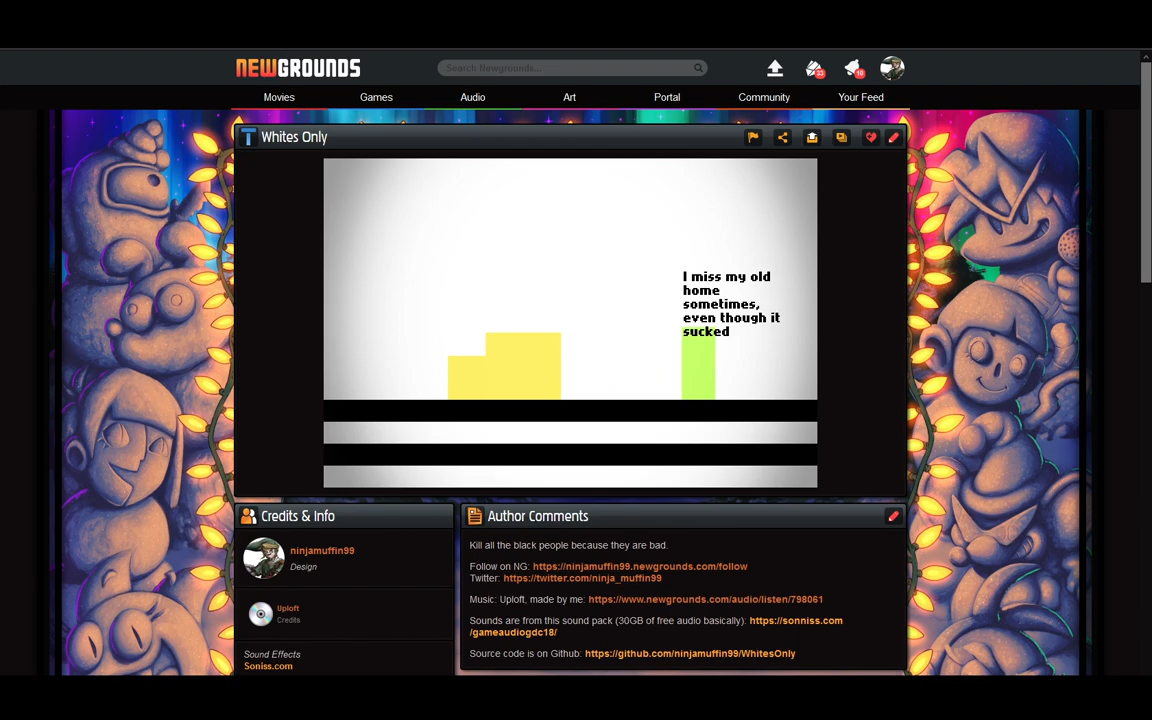 NEWGROUNDS
Search Newgrounds...
33
10
Movies
Games
Audio
Art
Portal
Community
Your Feed
T
Whites Only
I miss my old
home
sometimes,
even though it
sucked
Credits & Info
ninjamuffin99
Design
Uploft
Credits
Sound Effects
Soniss.com
Author Comments
Kill all the black people because they are bad.
Follow on NG: https://ninjamuffin99.newgrounds.com/follow
Twitter: https://twitter.com/ninja_muffin99
Music: Uploft, made by me: https://www.newgrounds.com/audio/listen/798061
Sounds are from this sound pack (30GB of free audio basically): https://sonniss.com
/gameaudiogdc18/
Source code is on Github: https://github.com/ninjamuffin99/WhitesOnly